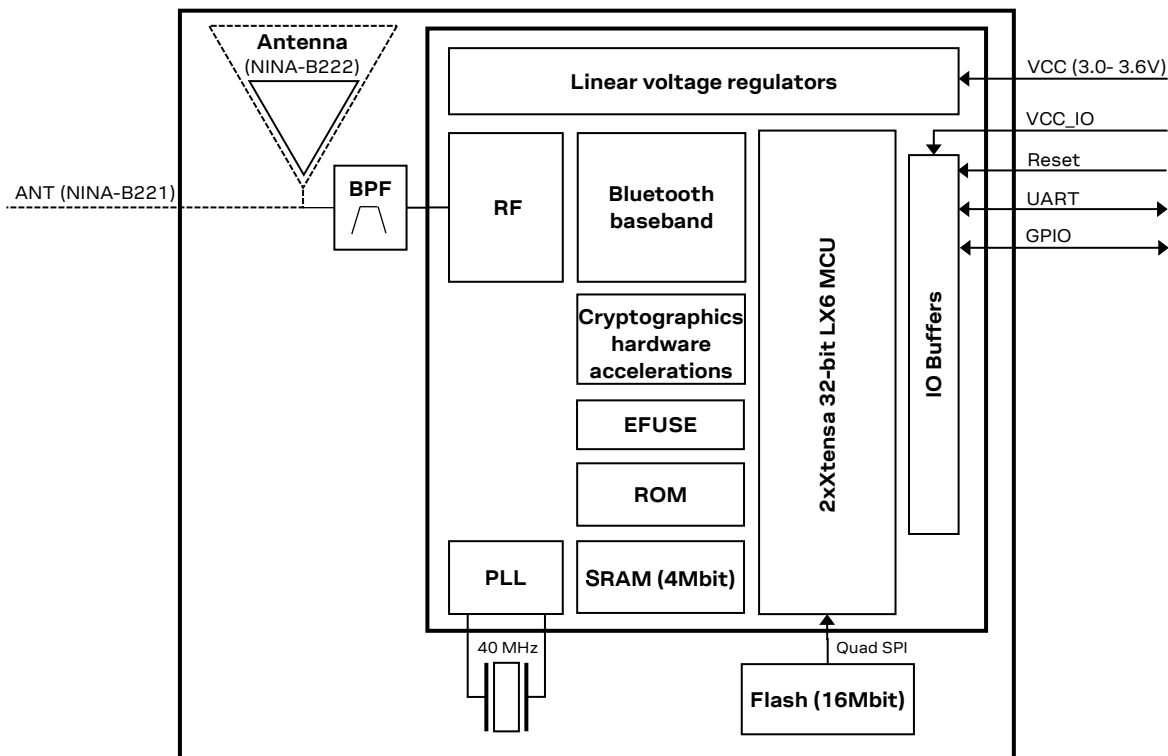 Antenna
(NINA-B222)
Linear voltage regulators
VCC (3.0- 3.6V)
VCC_IO
Reset
UART
GPIO
ANT (NINA-B221)
BPF
RF
Bluetooth
baseband
2xXtensa 32-bit LX6 MCU
IO Buffers
Cryptographics
hardware
accelerations
EFUSE
ROM
PLL
SRAM (4Mbit)
40 MHz
Quad SPI
Flash (16Mbit)